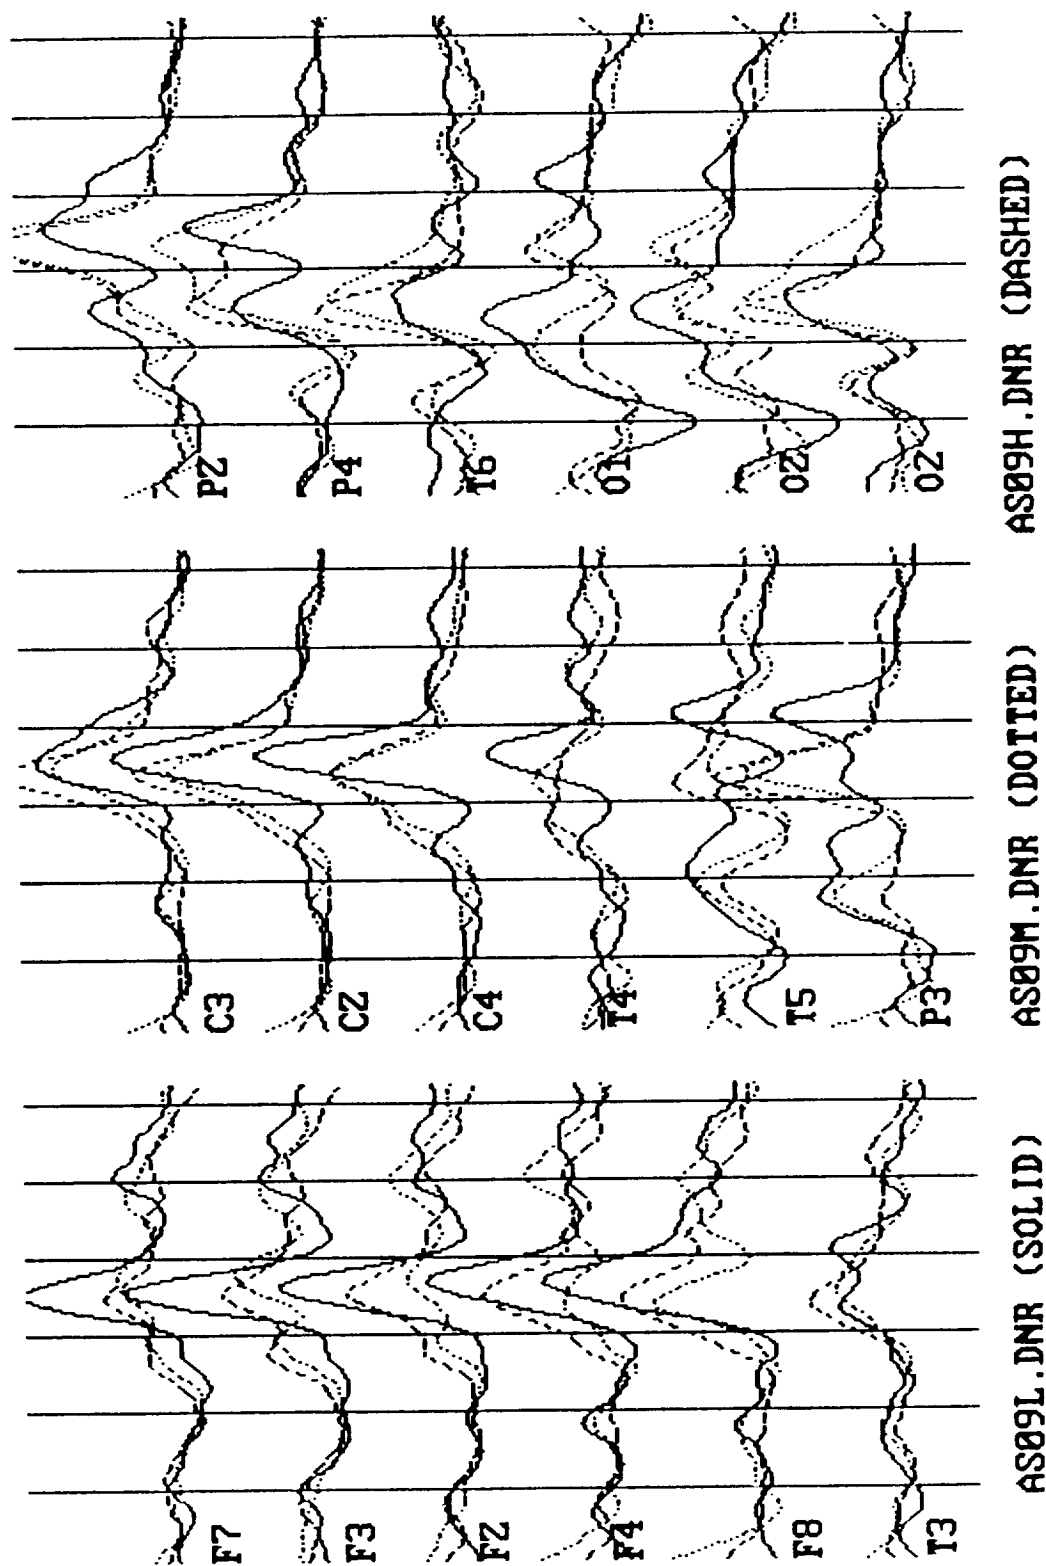 F7
F3
FZ
F4
F8
T3
C3
CZ
C4
T4
T5
P3
PZ
P4
T6
O1
OZ
O2
AS09L.DNR (SOLID)
AS09M.DNR (DOTTED)
AS09H.DNR (DASHED)